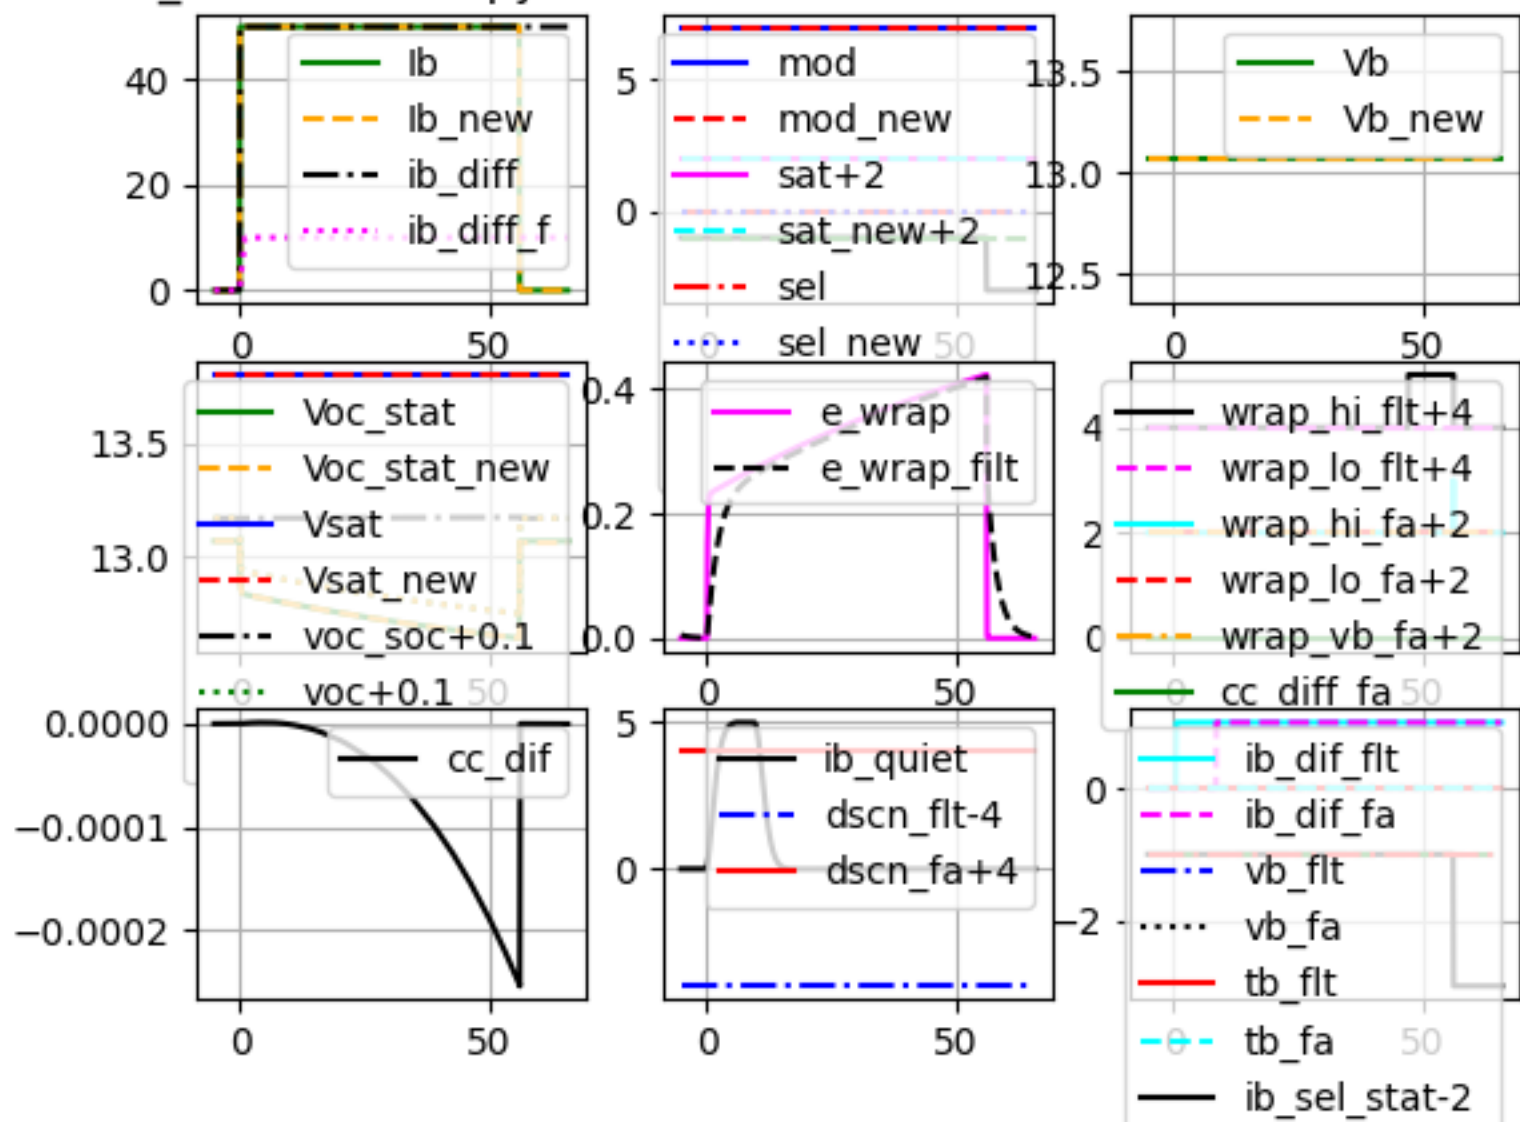 40
20
0
Ib
Ib_new
ib_diff
ib_diff_f
0
50
5
0
mod
mod_new
sat+2
sat_new+2
sel
sel_new
0
50
13.5
13.0
12.5
Vb
Vb_new
0
50
13.5
13.0
Voc_stat
Voc_stat_new
Vsat
Vsat_new
voc_soc+0.1
voc+0.1
0
50
0.4
0.2
0.0
e_wrap
e_wrap_filt
0
50
4
2
0
wrap_hi_flt+4
wrap_lo_flt+4
wrap_hi_fa+2
wrap_lo_fa+2
wrap_vb_fa+2
cc_diff_fa
0
50
0.0000
−0.0001
−0.0002
cc_dif
0
50
5
0
ib_quiet
dscn_flt-4
dscn_fa+4
0
50
0
−2
ib_dif_flt
ib_dif_fa
vb_flt
vb_fa
tb_flt
tb_fa
ib_sel_stat-2
0
50